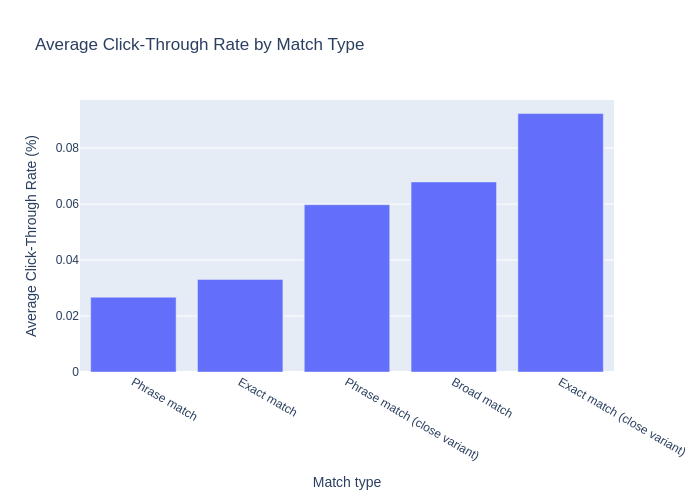 Average Click-Through Rate by Match Type
Average Click-Through Rate (%)
0.08
0.06
0.04
0.02
0
Phrase match
Exact match
Phrase match (close variant)
Broad match
Exact match (close variant)
Match type